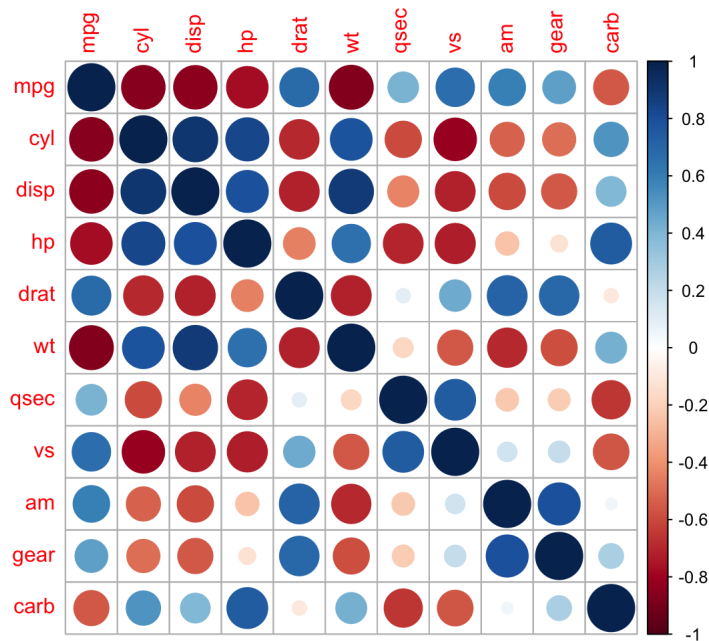 mpg cyl disp hp drat wt qsec vs am gear carb
mpg
cyl
disp
hp
drat
wt
qsec
vs
am
gear
carb
1
0.8
0.6
0.4
0.2
0
-0.2
-0.4
-0.6
-0.8
-1